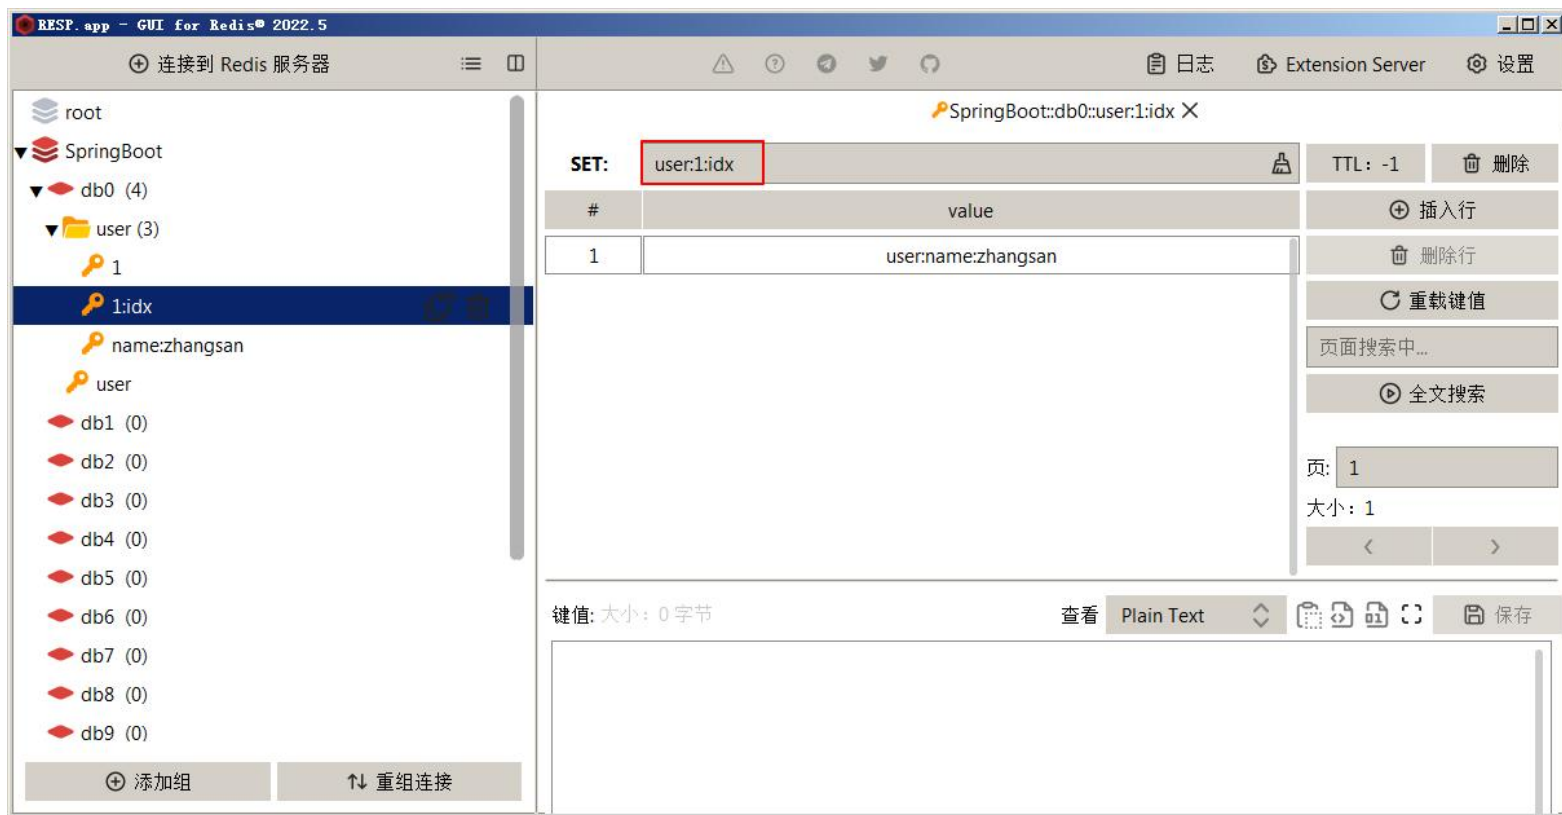 RESP.app - GUI for Redis® 2022.5
连接到 Redis 服务器
日志
Extension Server
设置
root
SpringBoot
db0 (4)
user (3)
1
1:idx
name:zhangsan
user
db1 (0)
db2 (0)
db3 (0)
db4 (0)
db5 (0)
db6 (0)
db7 (0)
db8 (0)
db9 (0)
添加组
重组连接
SpringBoot::db0::user:1:idx
SET:
user:1:idx
TTL: -1
删除
# value
1 user:name:zhangsan
插入行
删除行
重载键值
页面搜索中...
全文搜索
页: 1
大小: 1
键值: 大小: 0 字节
查看
Plain Text
保存